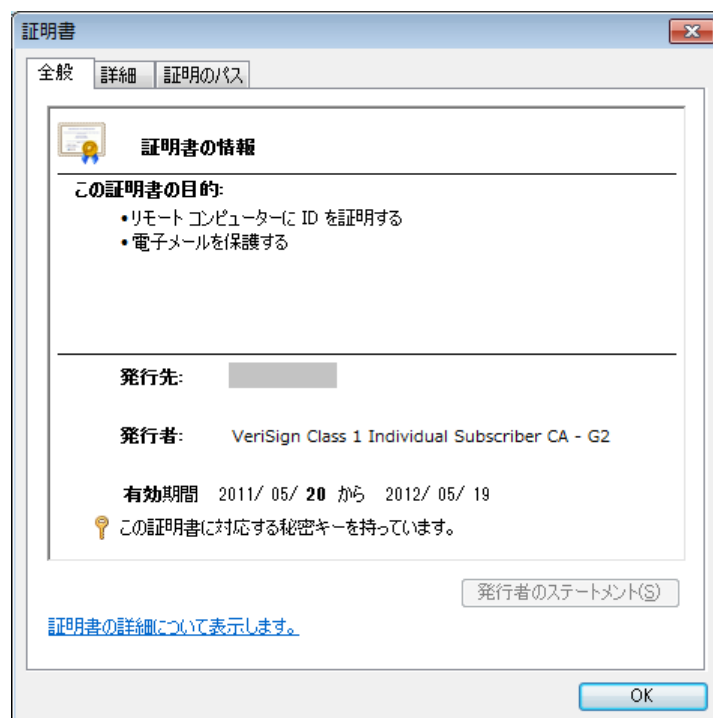 証明書
全般 詳細 証明のパス
証明書の情報
この証明書の目的:
•リモート コンピューターに ID を証明する
•電子メールを保護する
発行先:
発行者: VeriSign Class 1 Individual Subscriber CA - G2
有効期間 2011/ 05/ 20 から 2012/ 05/ 19
この証明書に対応する秘密キーを持っています。
発行者のステートメント(S)
証明書の詳細について表示します。
OK